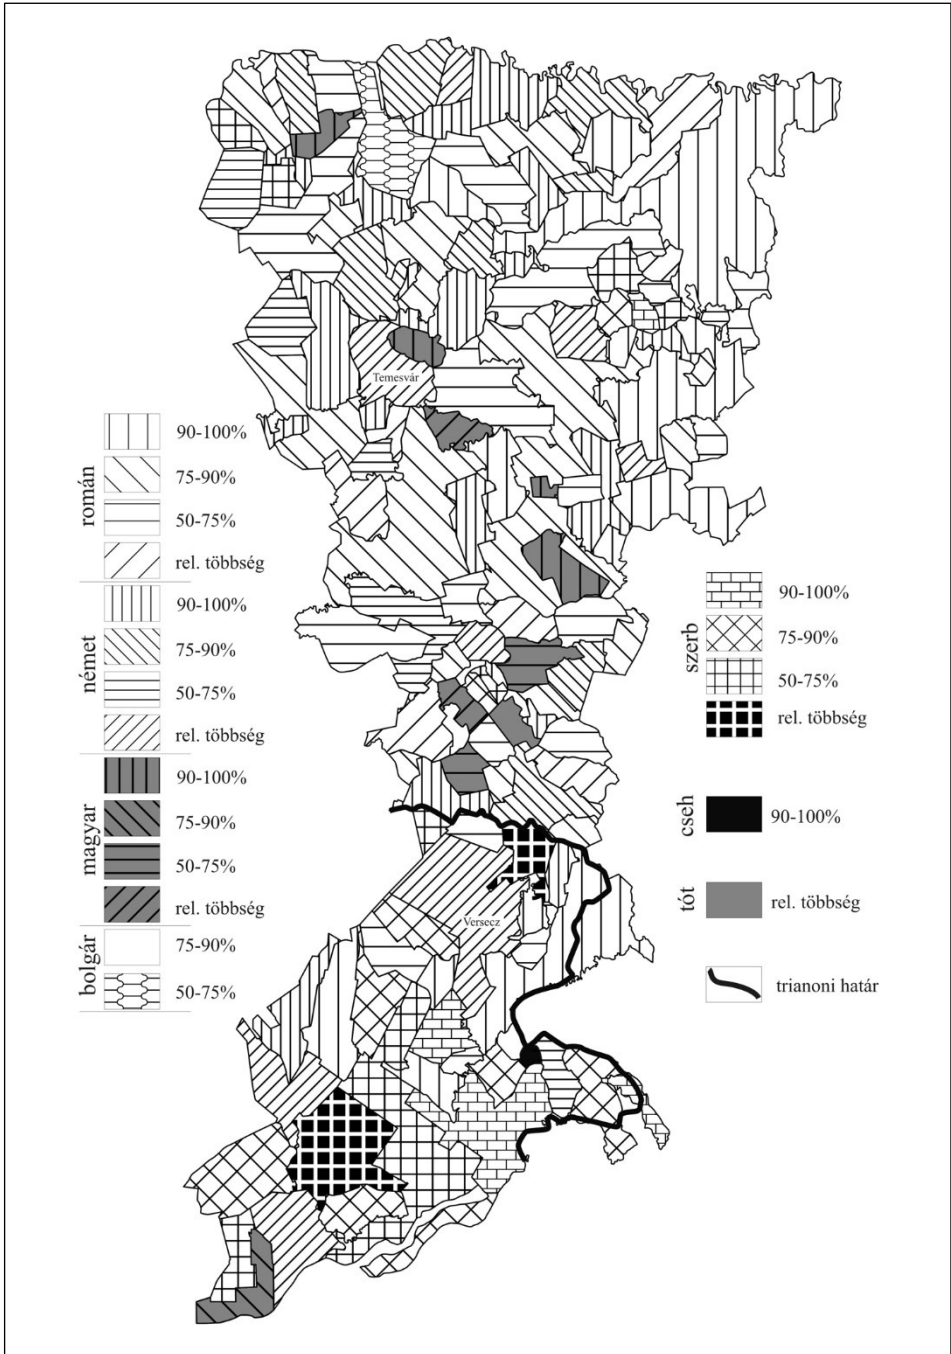 Temesvár
Versecz
román
90-100%
75-90%
50-75%
rel. többség
német
90-100%
75-90%
50-75%
rel. többség
magyar
90-100%
75-90%
50-75%
rel. többség
bolgár
75-90%
50-75%
szerb
90-100%
75-90%
50-75%
rel. többség
cseh
90-100%
tót
rel. többség
trianoni határ